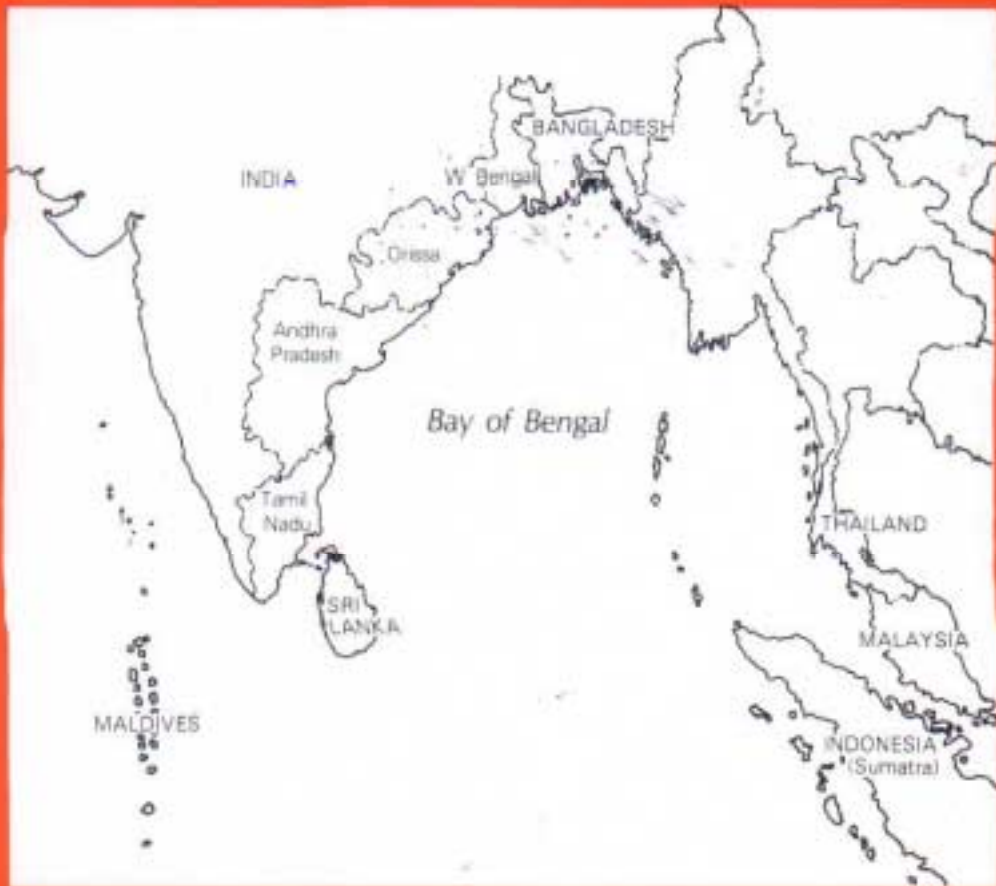 BANGLADESH
INDIA
W Bengal
Orissa
Andhra
Pradesh
Bay of Bengal
Tamil
Nadu
THAILAND
SRI
LANKA
MALAYSIA
MALDIVES
INDONESIA
(Sumatra)